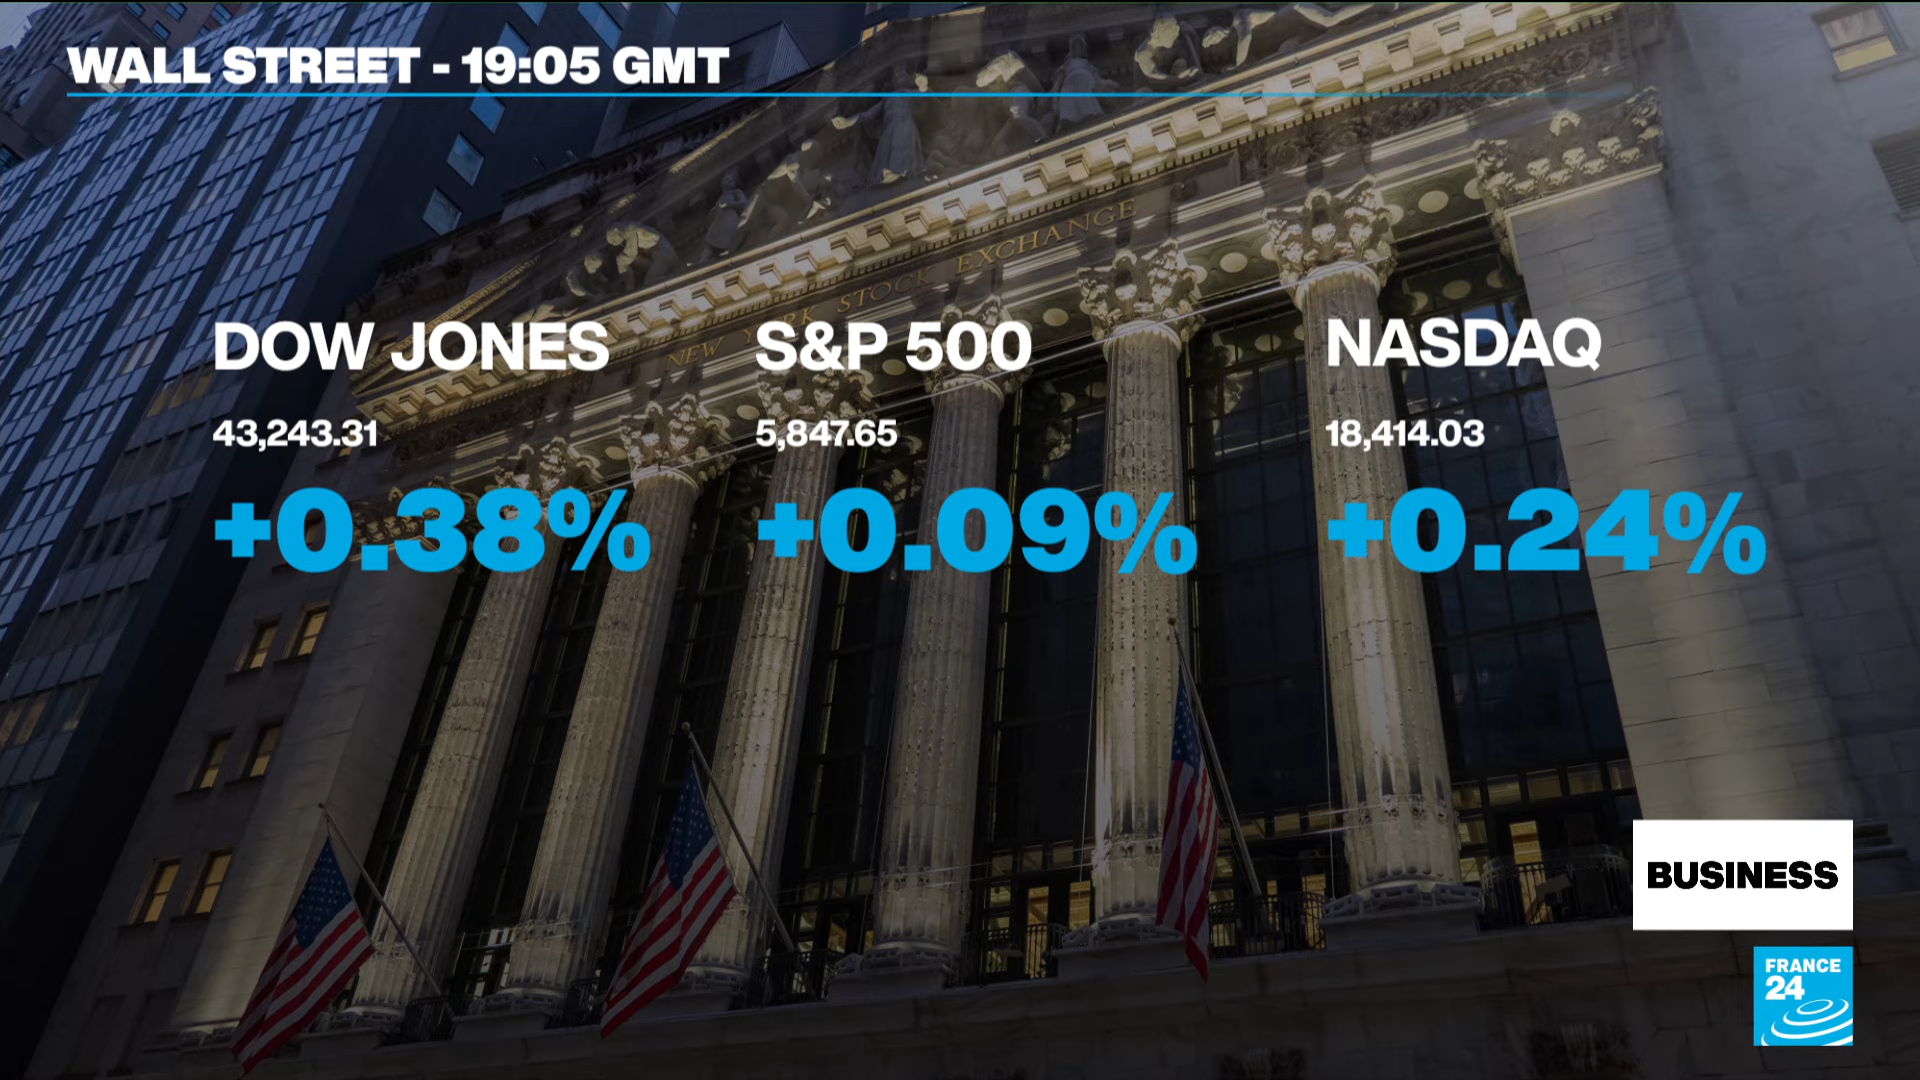 WALL STREET - 19:05 GMT
NEW YORK STOCK EXCHANGE
DOW JONES
43,243.31
+0.38%
S&P 500
5,847.65
+0.09%
NASDAQ
18,414.03
+0.24%
BUSINESS
FRANCE
24